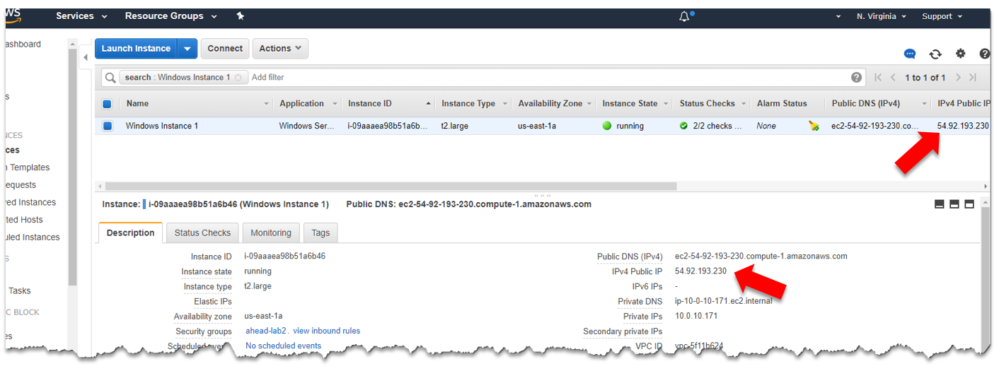 WS Services Resource Groups N. Virginia Support
ashboard
Launch Instance Connect Actions
search : Windows Instance 1 Add filter 1 to 1 of 1
s
Name Application Instance ID Instance Type Availability Zone Instance State Status Checks Alarm Status Public DNS (IPv4) IPv4 Public IP
Windows Instance 1 Windows Ser... i-09aaaea98b51a6b... t2.large us-east-1a running 2/2 checks ... None ec2-54-92-193-230.co... 54.92.193.230
NCES
ces
n Templates
equests
ved Instances
ted Hosts
uled Instances
S
Tasks
C BLOCK
es
Instance: i-09aaaea98b51a6b46 (Windows Instance 1) Public DNS: ec2-54-92-193-230.compute-1.amazonaws.com
Description Status Checks Monitoring Tags
Instance ID i-09aaaea98b51a6b46 Public DNS (IPv4) ec2-54-92-193-230.compute-1.amazonaws.com
Instance state running IPv4 Public IP 54.92.193.230
Instance type t2.large IPv6 IPs -
Elastic IPs Private DNS ip-10-0-10-171.ec2.internal
Availability zone us-east-1a Private IPs 10.0.10.171
Security groups ahead-lab2 . view inbound rules Secondary private IPs
Scheduled events No scheduled events VPC ID vpc-5f11b624